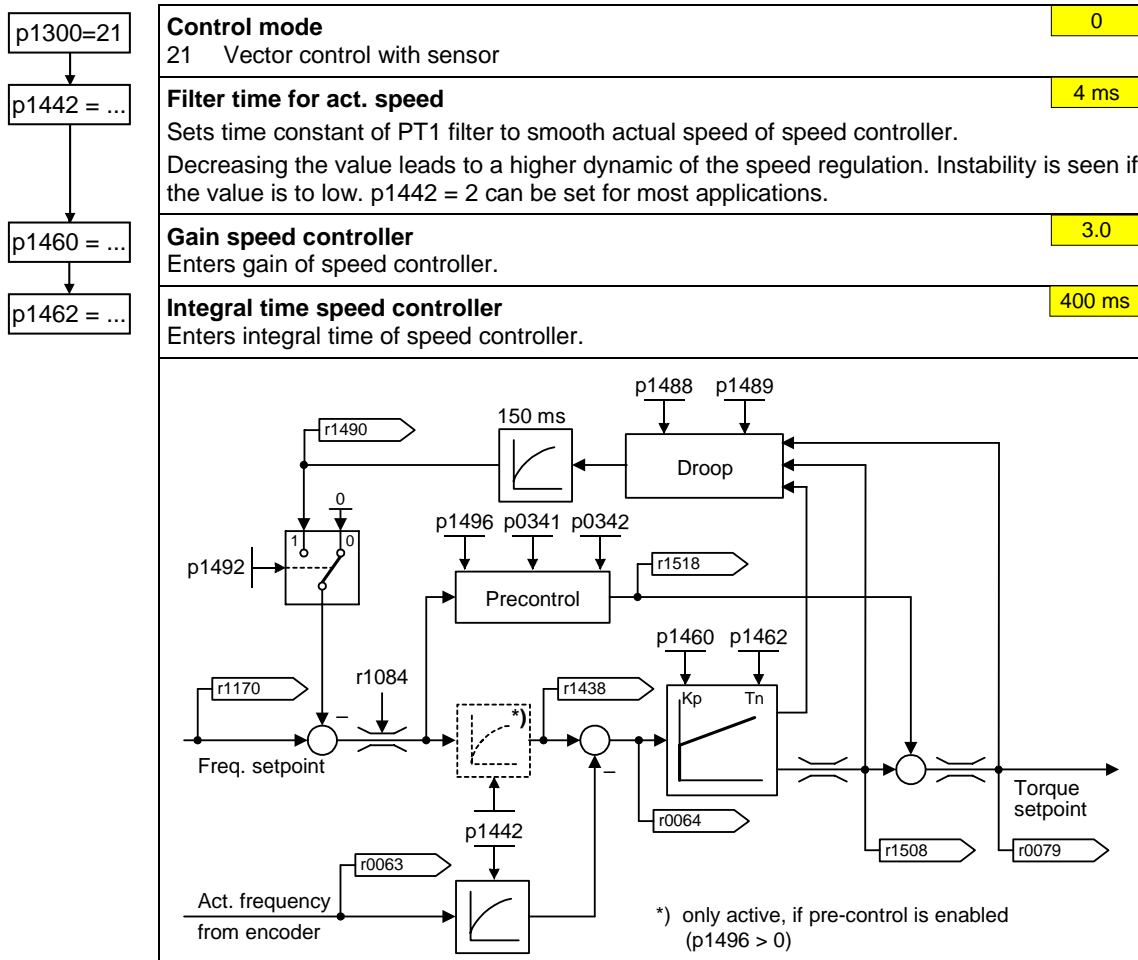 p1300=21
Control mode
0
21 Vector control with sensor
p1442 = ...
Filter time for act. speed
4 ms
Sets time constant of PT1 filter to smooth actual speed of speed controller.
Decreasing the value leads to a higher dynamic of the speed regulation. Instability is seen if
the value is to low. p1442 = 2 can be set for most applications.
p1460 = ...
Gain speed controller
3.0
Enters gain of speed controller.
p1462 = ...
Integral time speed controller
400 ms
Enters integral time of speed controller.
p1488 p1489
150 ms
r1490
Droop
0
1 0
p1492
p1496 p0341 p0342
r1518
Precontrol
p1460 p1462
r1170
r1084
r1438
Kp Tn
*)
–
–
Freq. setpoint
Torque
setpoint
p1442
r0064
r0063
r1508
r0079
Act. frequency
from encoder
*) only active, if pre-control is enabled
(p1496 > 0)